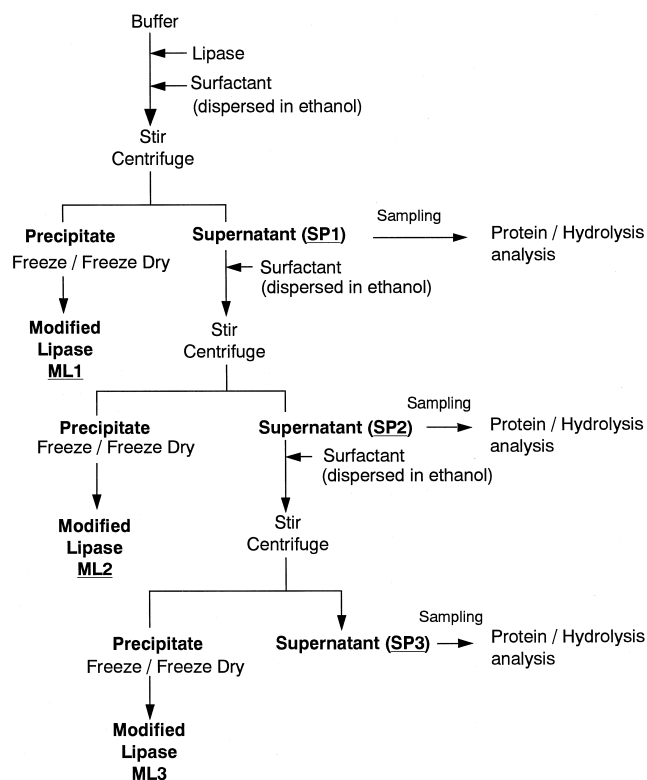 Buffer
Lipase
Surfactant
(dispersed in ethanol)
Stir
Centrifuge
Precipitate
Freeze / Freeze Dry
Modified
Lipase
ML1
Supernatant (SP1)
Sampling
Protein / Hydrolysis
analysis
Surfactant
(dispersed in ethanol)
Stir
Centrifuge
Precipitate
Freeze / Freeze Dry
Modified
Lipase
ML2
Supernatant (SP2)
Sampling
Protein / Hydrolysis
analysis
Surfactant
(dispersed in ethanol)
Stir
Centrifuge
Precipitate
Freeze / Freeze Dry
Modified
Lipase
ML3
Supernatant (SP3)
Sampling
Protein / Hydrolysis
analysis